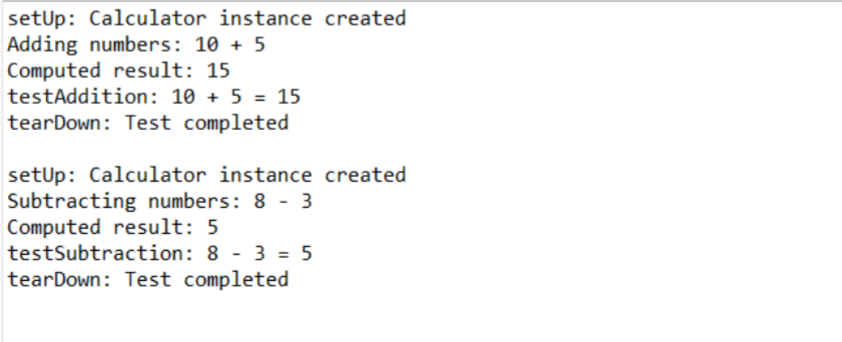 setUp: Calculator instance created
Adding numbers: 10 + 5
Computed result: 15
testAddition: 10 + 5 = 15
tearDown: Test completed
setUp: Calculator instance created
Subtracting numbers: 8 - 3
Computed result: 5
testSubtraction: 8 - 3 = 5
tearDown: Test completed